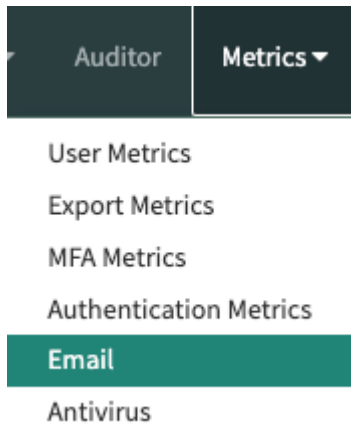 Auditor Metrics
User Metrics
Export Metrics
MFA Metrics
Authentication Metrics
Email
Antivirus